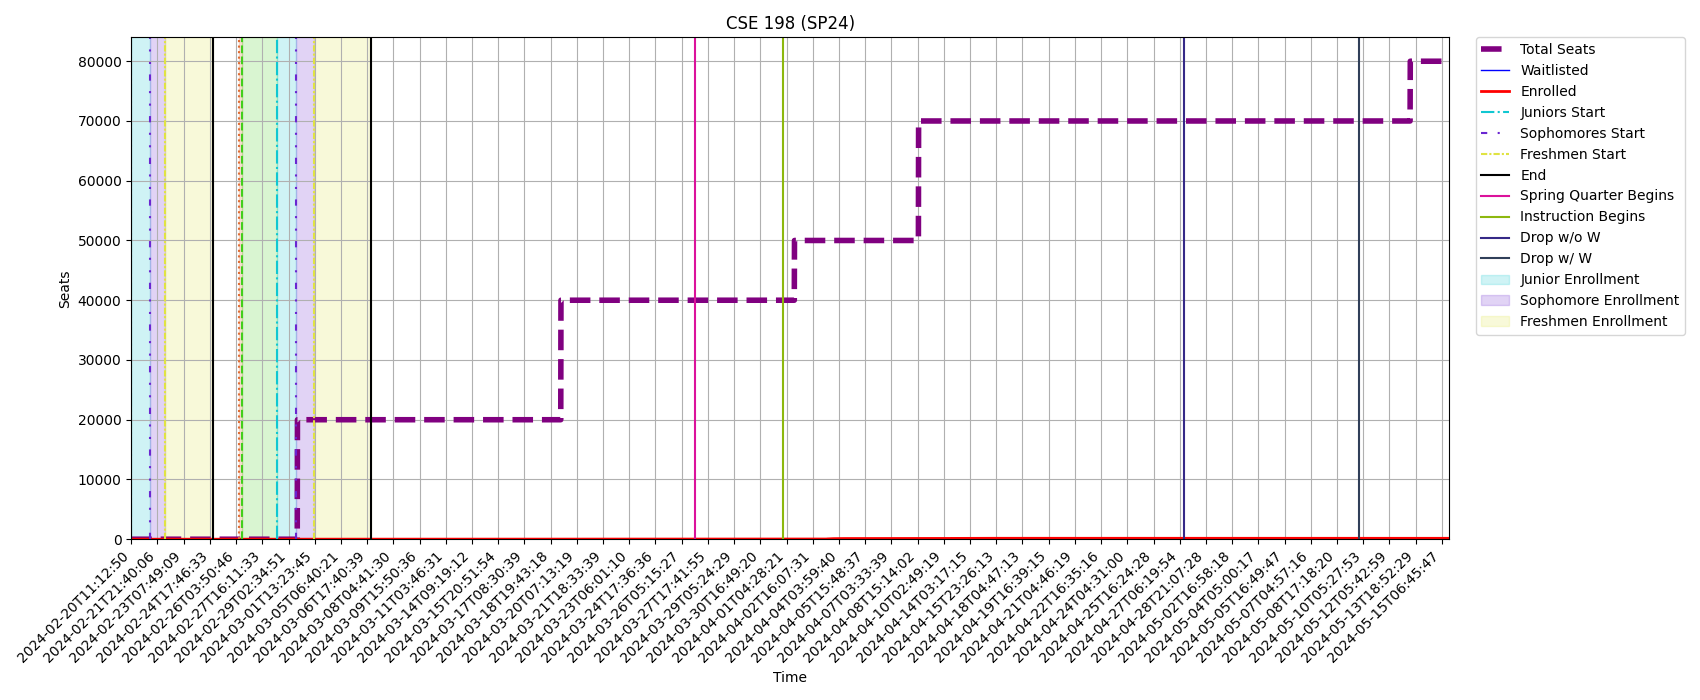 CSE 198 (SP24)
80000
70000
60000
50000
40000
30000
20000
10000
0
Seats
2024-02-20T11:12:50
2024-02-21T21:40:06
2024-02-23T07:49:09
2024-02-24T17:46:33
2024-02-26T03:50:46
2024-02-27T16:11:33
2024-02-29T02:34:51
2024-03-01T13:23:45
2024-03-05T06:40:21
2024-03-06T17:40:39
2024-03-08T04:41:30
2024-03-09T15:50:36
2024-03-11T03:46:31
2024-03-14T09:19:12
2024-03-15T20:51:54
2024-03-17T08:30:39
2024-03-18T19:43:18
2024-03-20T07:13:19
2024-03-21T18:33:39
2024-03-23T06:01:10
2024-03-24T17:36:36
2024-03-26T05:15:27
2024-03-27T17:41:55
2024-03-29T05:24:29
2024-03-30T16:49:20
2024-04-01T04:28:21
2024-04-02T16:07:31
2024-04-04T03:59:40
2024-04-05T15:48:37
2024-04-07T03:33:39
2024-04-08T15:14:02
2024-04-10T02:49:19
2024-04-14T03:17:15
2024-04-15T23:26:13
2024-04-18T04:47:13
2024-04-19T16:39:15
2024-04-21T04:46:19
2024-04-22T16:35:16
2024-04-24T04:31:00
2024-04-25T16:24:28
2024-04-27T06:19:54
2024-04-28T21:07:28
2024-05-02T16:58:18
2024-05-04T05:00:17
2024-05-05T16:49:47
2024-05-07T04:57:16
2024-05-08T17:18:20
2024-05-10T05:27:53
2024-05-12T05:42:59
2024-05-13T18:52:29
2024-05-15T06:45:47
Time
Total Seats
Waitlisted
Enrolled
Juniors Start
Sophomores Start
Freshmen Start
End
Spring Quarter Begins
Instruction Begins
Drop w/o W
Drop w/ W
Junior Enrollment
Sophomore Enrollment
Freshmen Enrollment